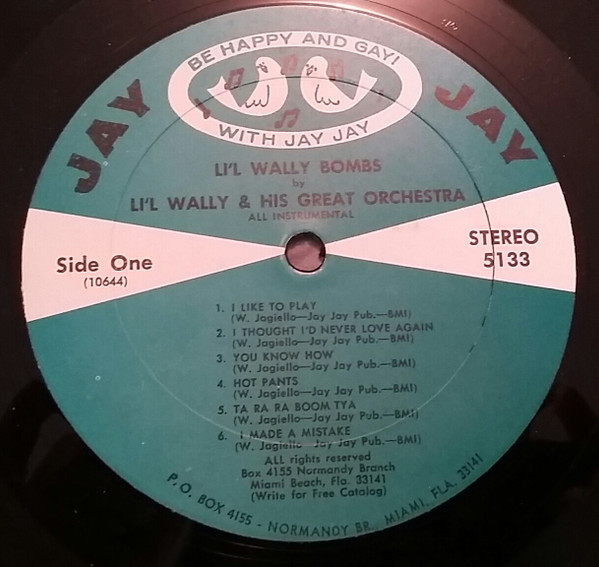 BE HAPPY AND GAY!
WITH JAY JAY
JAY JAY
LI'L WALLY BOMBS
by
LI'L WALLY & HIS GREAT ORCHESTRA
ALL INSTRUMENTAL
Side One
(10644)
STEREO
5133
1. I LIKE TO PLAY
(W. Jagiello—Jay Jay Pub.—BMI)
2. I THOUGHT I'D NEVER LOVE AGAIN
(W. Jagiello—Jay Jay Pub.—BMI)
3. YOU KNOW HOW
(W. Jagiello—Jay Jay Pub.—BMI)
4. HOT PANTS
(W. Jagiello—Jay Jay Pub.—BMI)
5. TA RA RA BOOM TYA
(W. Jagiello—Jay Jay Pub.—BMI)
6. I MADE A MISTAKE
(W. Jagiello—Jay Jay Pub.—BMI)
ALL rights reserved
Box 4155 Normandy Branch
Miami Beach, Fla. 33141
(Write for Free Catalog)
P.O. BOX 4155 - NORMANDY BR., MIAMI, FLA. 33141